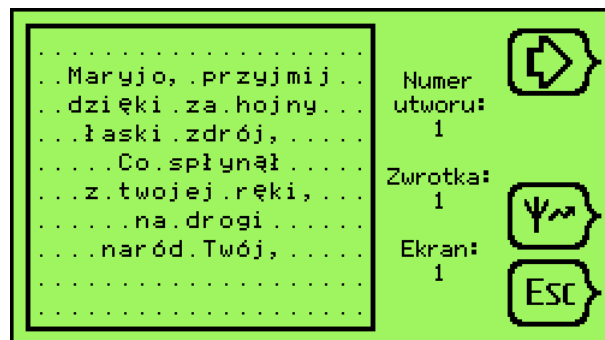 Maryjo, przyjmij
dzięki za hojny
łaski zdrój,
Co spłynął
z twojej ręki,
na drogi
naród Twój,
Numer
utworu:
1
Zwrotka:
1
Ekran:
1
Esc